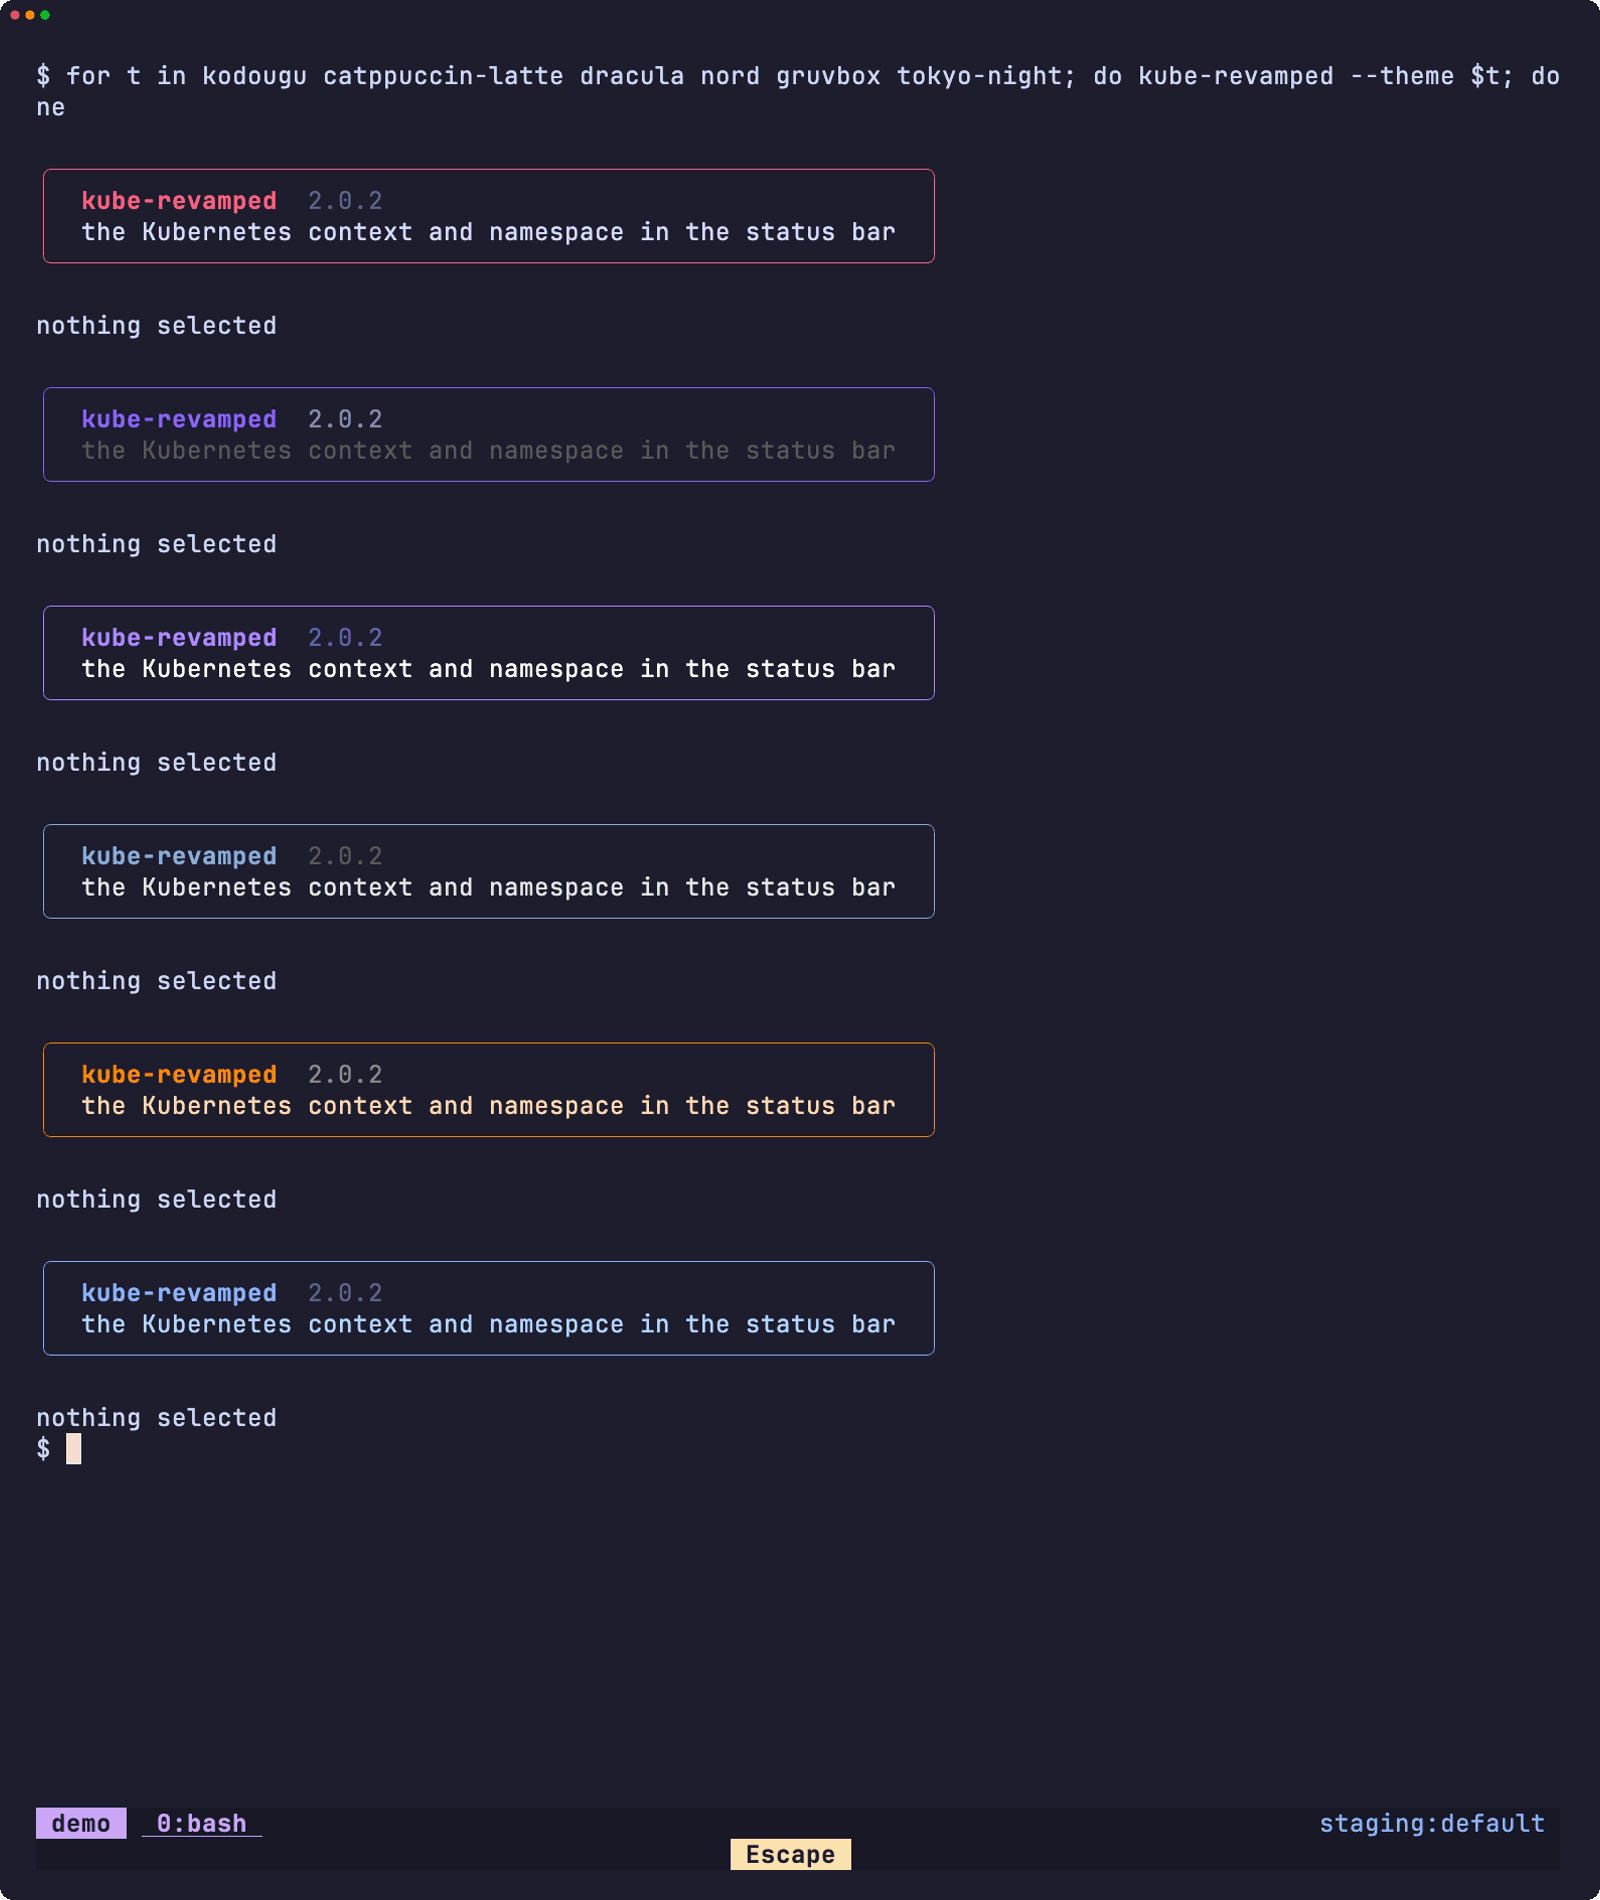 $ for t in kodougu catppuccin-latte dracula nord gruvbox tokyo-night; do kube-revamped --theme $t; do
ne
kube-revamped  2.0.2
the Kubernetes context and namespace in the status bar
nothing selected
kube-revamped  2.0.2
the Kubernetes context and namespace in the status bar
nothing selected
kube-revamped  2.0.2
the Kubernetes context and namespace in the status bar
nothing selected
kube-revamped  2.0.2
the Kubernetes context and namespace in the status bar
nothing selected
kube-revamped  2.0.2
the Kubernetes context and namespace in the status bar
nothing selected
kube-revamped  2.0.2
the Kubernetes context and namespace in the status bar
nothing selected
$
demo 0:bash staging:default
Escape